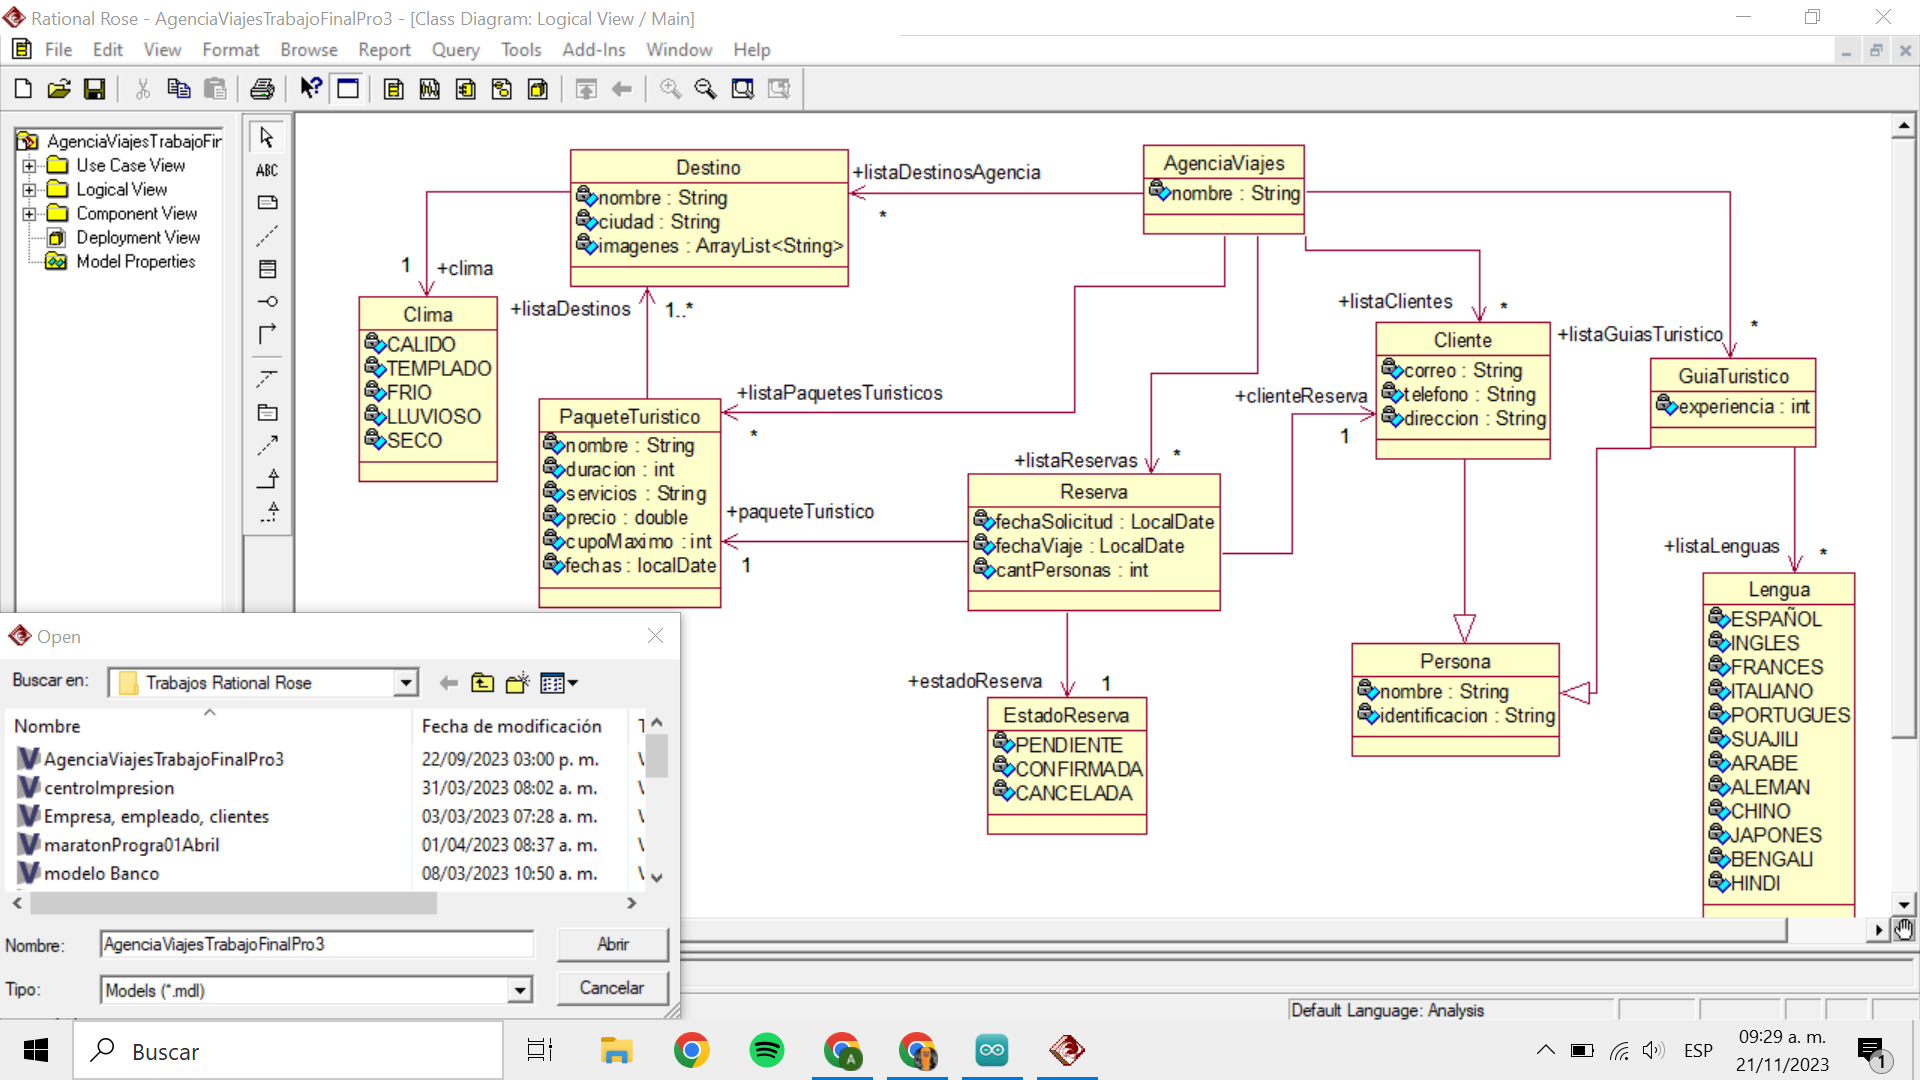 Rational Rose - AgenciaViajesTrabajoFinalPro3 - [Class Diagram: Logical View / Main]
File Edit View Format Browse Report Query Tools Add-Ins Window Help
AgenciaViajesTrabajoFir
Use Case View
Logical View
Component View
Deployment View
Model Properties
ABC
Destino
nombre : String
ciudad : String
imagenes : ArrayList<String>
+listaDestinosAgencia
*
AgenciaViajes
nombre : String
1
+clima
Clima
CALIDO
TEMPLADO
FRIO
LLUVIOSO
SECO
+listaDestinos
1..*
+listaClientes
*
Cliente
correo : String
telefono : String
direccion : String
+listaGuiasTuristico
*
GuiaTuristico
experiencia : int
+listaPaquetesTuristicos
*
PaqueteTuristico
nombre : String
duracion : int
servicios : String
precio : double
cupoMaximo : int
fechas : localDate
+clienteReserva
1
+listaReservas
*
Reserva
fechaSolicitud : LocalDate
fechaViaje : LocalDate
cantPersonas : int
+paqueteTuristico
1
+listaLenguas
*
Lengua
ESPAÑOL
INGLES
FRANCES
ITALIANO
PORTUGUES
SUAJILI
ARABE
ALEMAN
CHINO
JAPONES
BENGALI
HINDI
Persona
nombre : String
identificacion : String
+estadoReserva
1
EstadoReserva
PENDIENTE
CONFIRMADA
CANCELADA
Open
Buscar en: Trabajos Rational Rose
Nombre Fecha de modificación T
AgenciaViajesTrabajoFinalPro3 22/09/2023 03:00 p. m.
centroImpresion 31/03/2023 08:02 a. m.
Empresa, empleado, clientes 03/03/2023 07:28 a. m.
maratonProgra01Abril 01/04/2023 08:37 a. m.
modelo Banco 08/03/2023 10:50 a. m.
Nombre: AgenciaViajesTrabajoFinalPro3 Abrir
Tipo: Models (*.mdl) Cancelar
Default Language: Analysis
Buscar
A
ESP
09:29 a. m.
21/11/2023
1